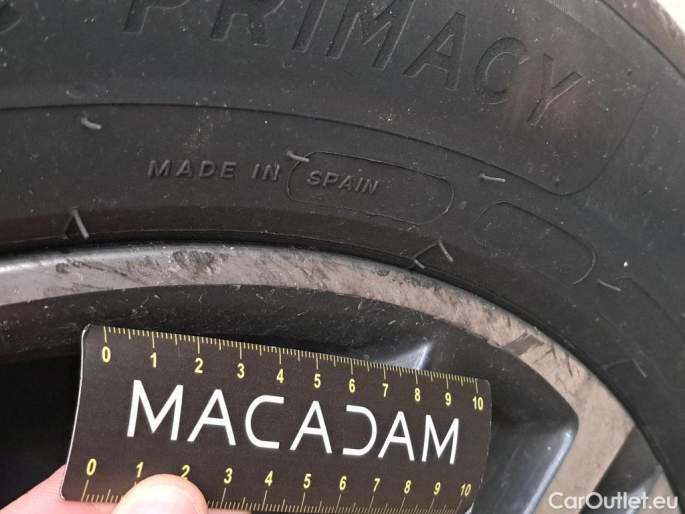 PRIMACY
MADE IN SPAIN
0 1 2 3 4 5 6 7 8 9 10
MACADAM
0 1 2 3 4 5 6 7 8 9 10
CarOutlet.eu